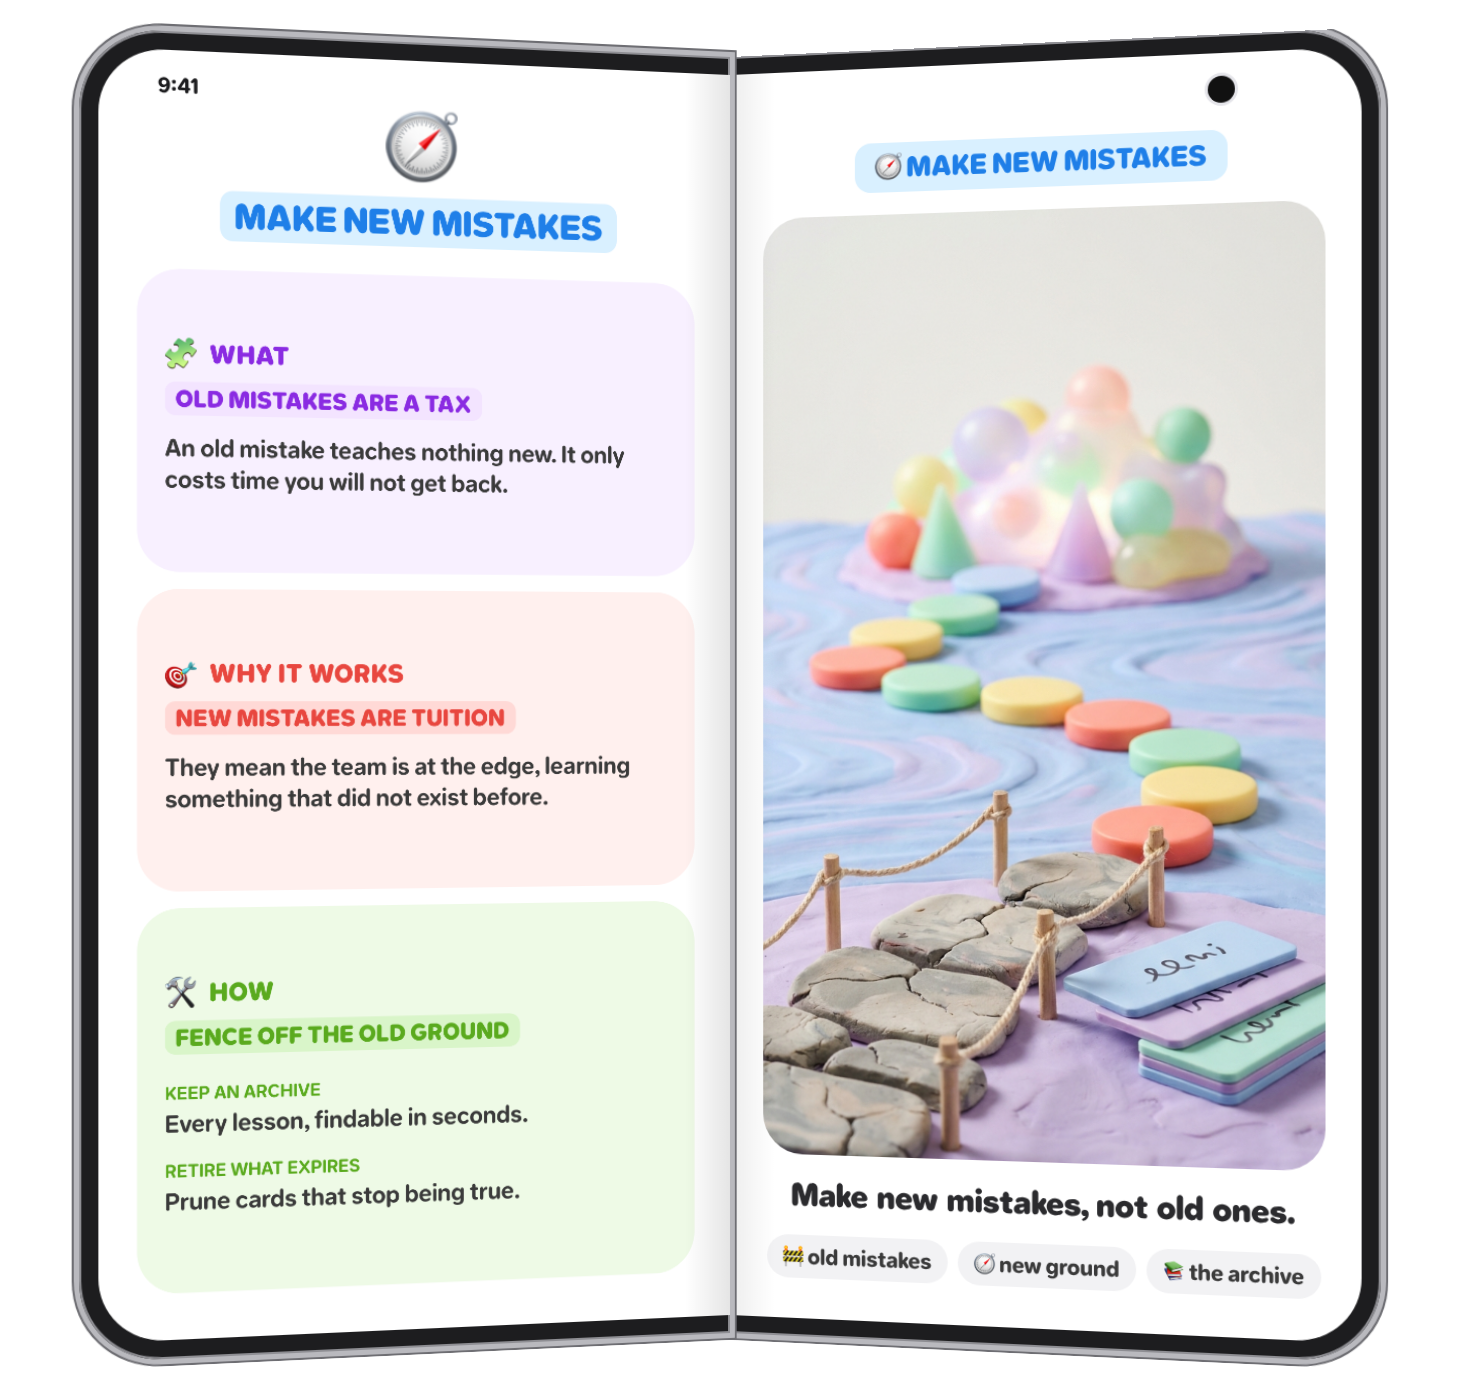 9:41
MAKE NEW MISTAKES
WHAT
OLD MISTAKES ARE A TAX
An old mistake teaches nothing new. It only
costs time you will not get back.
WHY IT WORKS
NEW MISTAKES ARE TUITION
They mean the team is at the edge, learning
something that did not exist before.
HOW
FENCE OFF THE OLD GROUND
KEEP AN ARCHIVE
Every lesson, findable in seconds.
RETIRE WHAT EXPIRES
Prune cards that stop being true.
MAKE NEW MISTAKES
Make new mistakes, not old ones.
old mistakes
new ground
the archive